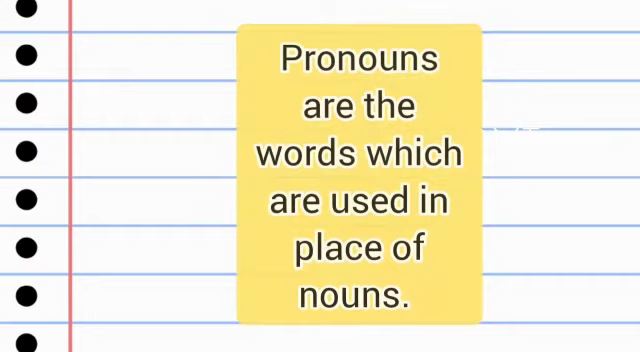 Pronouns
are the
words which
are used in
place of
nouns.